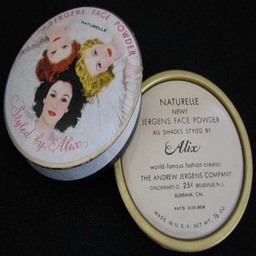 JERGENS FACE POWDER
NATURELLE
Styled by Alix
NATURELLE
NEW!
JERGENS FACE POWDER
ALL SHADES STYLED BY
Alix
world-famous fashion creator
THE ANDREW JERGENS COMPANY
CINCINNATI, O. 25¢ BELLEVILLE, N.J.
BURBANK, CAL.
MADE IN U.S.A. NET WT. OZ.